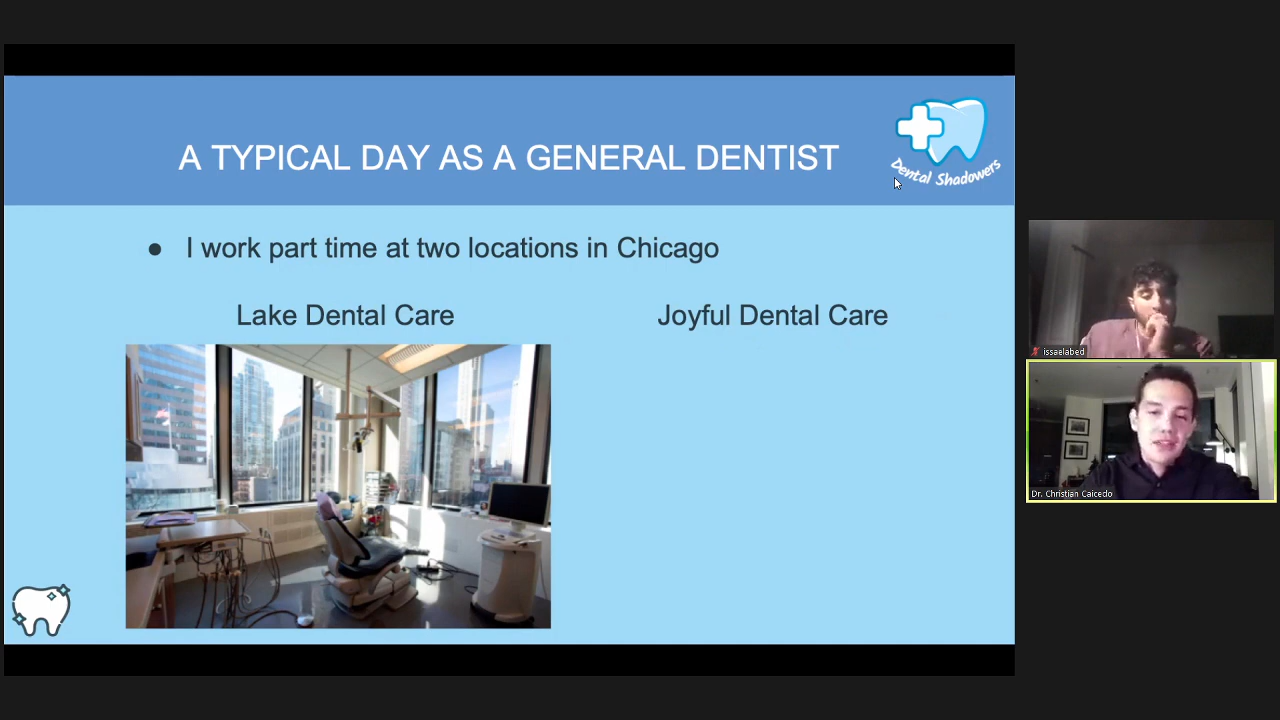 A TYPICAL DAY AS A GENERAL DENTIST
Dental Shadowers
● I work part time at two locations in Chicago
Lake Dental Care
Joyful Dental Care
issaelabed
Dr. Christian Caicedo